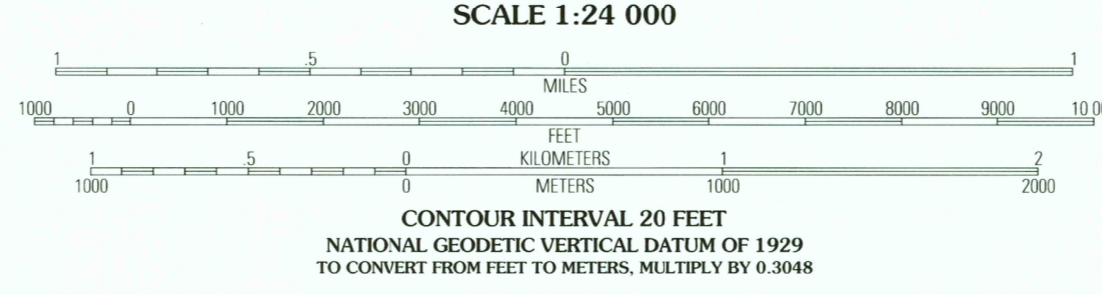 SCALE 1:24 000
1 .5 0 1
MILES
1000 0 1000 2000 3000 4000 5000 6000 7000 8000 9000 10 00
FEET
1 .5 0 KILOMETERS 1 2
1000 0 METERS 1000 2000
CONTOUR INTERVAL 20 FEET
NATIONAL GEODETIC VERTICAL DATUM OF 1929
TO CONVERT FROM FEET TO METERS, MULTIPLY BY 0.3048